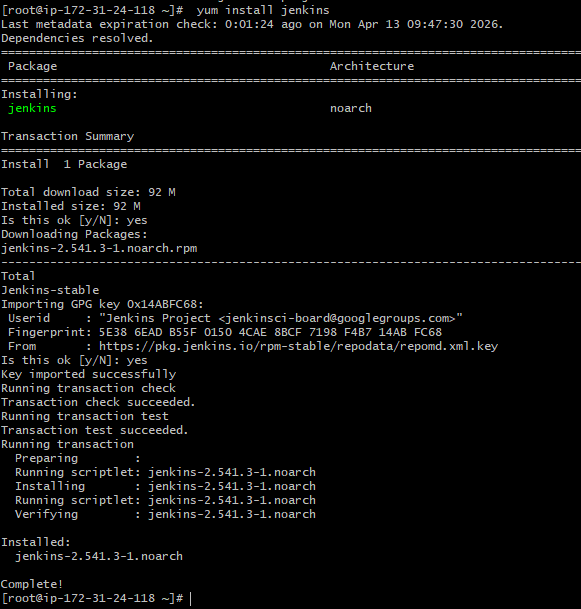 [root@ip-172-31-24-118 ~]#  yum install jenkins
Last metadata expiration check: 0:01:24 ago on Mon Apr 13 09:47:30 2026.
Dependencies resolved.
================================================================================
 Package                                       Architecture
================================================================================
Installing:
 jenkins                                       noarch

Transaction Summary
================================================================================
Install  1 Package

Total download size: 92 M
Installed size: 92 M
Is this ok [y/N]: yes
Downloading Packages:
jenkins-2.541.3-1.noarch.rpm
--------------------------------------------------------------------------------
Total
Jenkins-stable
Importing GPG key 0x14ABFC68:
 Userid     : "Jenkins Project <jenkinsci-board@googlegroups.com>"
 Fingerprint: 5E38 6EAD B55F 0150 4CAE 8BCF 7198 F4B7 14AB FC68
 From       : https://pkg.jenkins.io/rpm-stable/repodata/repomd.xml.key
Is this ok [y/N]: yes
Key imported successfully
Running transaction check
Transaction check succeeded.
Running transaction test
Transaction test succeeded.
Running transaction
  Preparing        :
  Running scriptlet: jenkins-2.541.3-1.noarch
  Installing       : jenkins-2.541.3-1.noarch
  Running scriptlet: jenkins-2.541.3-1.noarch
  Verifying        : jenkins-2.541.3-1.noarch

Installed:
  jenkins-2.541.3-1.noarch

Complete!
[root@ip-172-31-24-118 ~]#